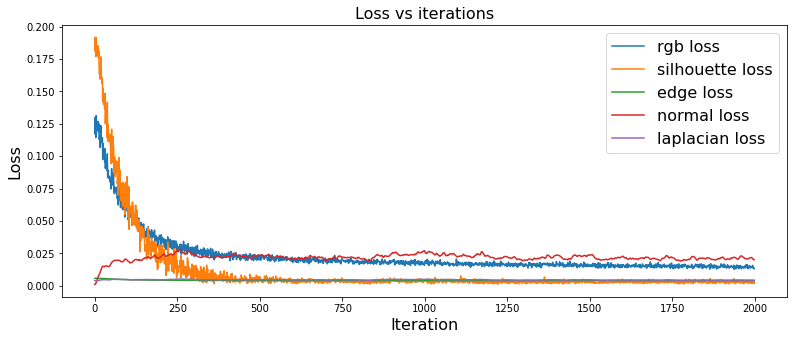 Loss vs iterations
0.200
0.175
0.150
0.125
0.100
0.075
0.050
0.025
0.000
Loss
rgb loss
silhouette loss
edge loss
normal loss
laplacian loss
0 250 500 750 1000 1250 1500 1750 2000
Iteration